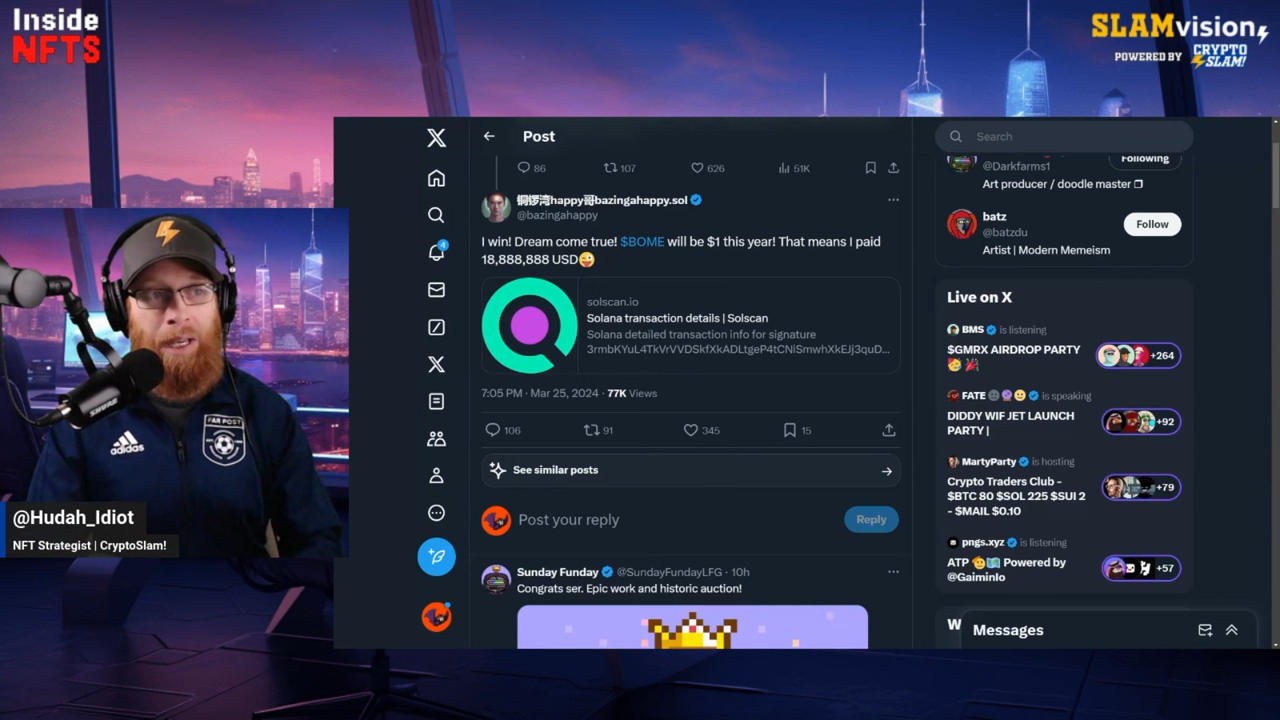 Inside
NFTS
SLAMvision
POWERED BY CRYPTO
SLAM!
Post
Search
86
107
626
51K
@Darkfarms1
Following
Art producer / doodle master
铜锣湾happy哥bazingahappy.sol
@bazingahappy
batz
@batzdu
Follow
Artist | Modern Memeism
I win! Dream come true! $BOME will be $1 this year! That means I paid
18,888,888 USD😜
solscan.io
Solana transaction details | Solscan
Solana detailed transaction info for signature
3rmbKYuL4TkVrVVDSkfXkADLtgeP4tCNiSmwhXkEJj3quD...
7:05 PM · Mar 25, 2024 · 77K Views
106
91
345
15
See similar posts
Post your reply
Reply
Sunday Funday @SundayFundayLFG · 10h
Congrats ser. Epic work and historic auction!
Live on X
BMS is listening
$GMRX AIRDROP PARTY
+264
FATE is speaking
DIDDY WIF JET LAUNCH
PARTY |
+92
MartyParty is hosting
Crypto Traders Club -
$BTC 80 $SOL 225 $SUI 2
- $MAIL $0.10
+79
pngs.xyz is listening
ATP Powered by
@GaiminIo
+57
W
Messages
4
SHURE
adidas
FAR POST
@Hudah_Idiot
NFT Strategist | CryptoSlam!